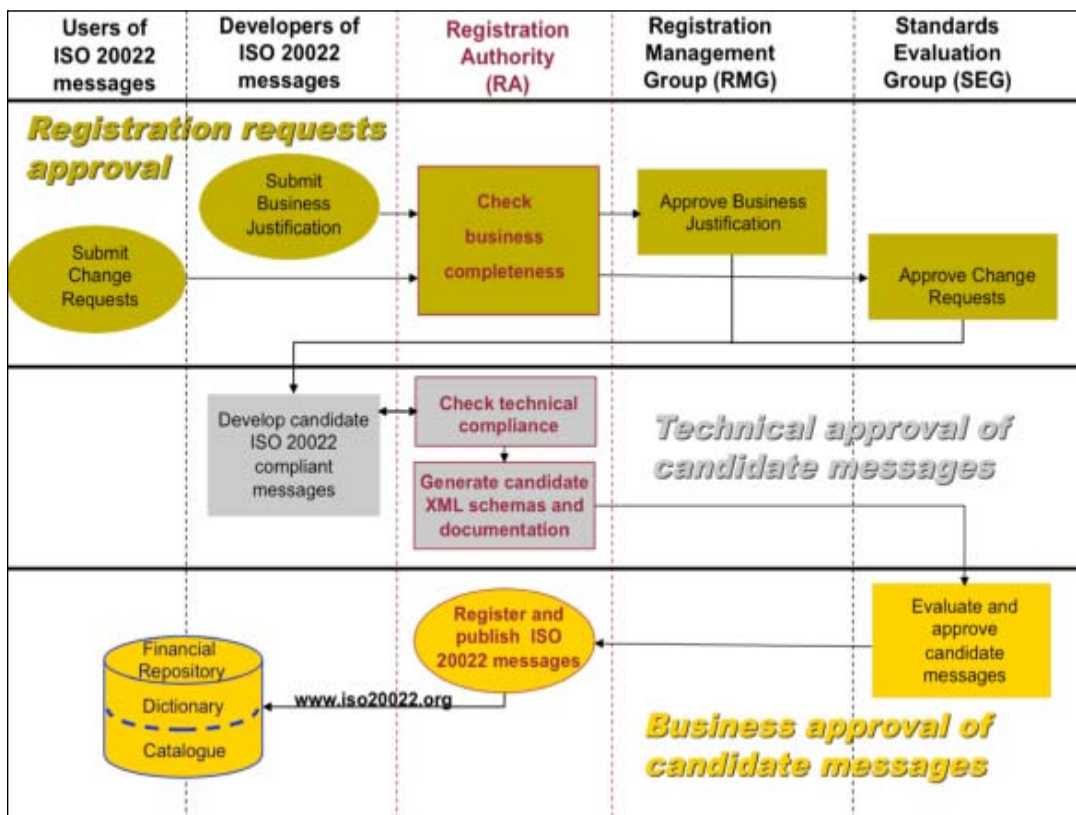 Users of
ISO 20022
messages
Developers of
ISO 20022
messages
Registration
Authority
(RA)
Registration
Management
Group (RMG)
Standards
Evaluation
Group (SEG)
Registration requests
approval
Submit
Business
Justification
Check
business
completeness
Approve Business
Justification
Submit
Change
Requests
Approve Change
Requests
Develop candidate
ISO 20022
compliant
messages
Check technical
compliance
Generate candidate
XML schemas and
documentation
Technical approval of
candidate messages
Register and
publish ISO
20022 messages
Evaluate and
approve
candidate
messages
Financial
Repository
Dictionary
Catalogue
www.iso20022.org
Business approval of
candidate messages